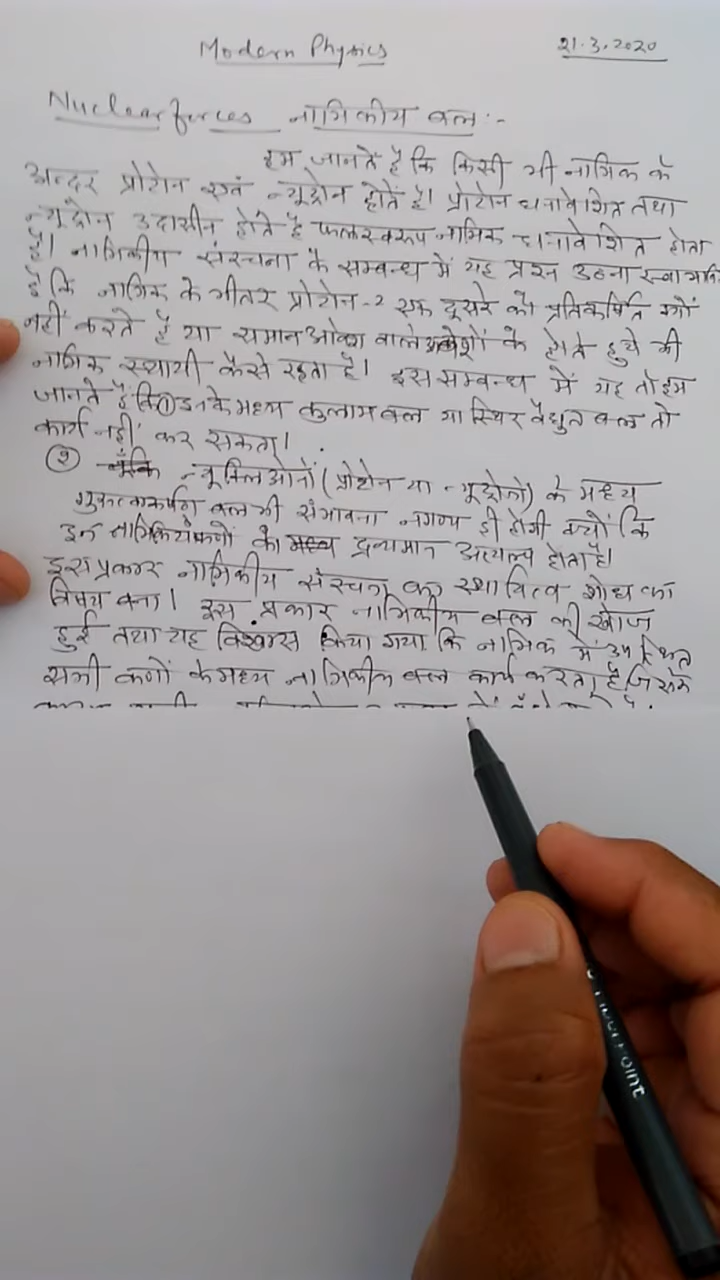 Modern Physics 21.3.2020
Nuclear forces नाभिकीय बल :-
हम जानते है कि किसी भी नाभिक के
अन्दर प्रोटोन एवं न्यूट्रोन होते है। प्रोटोन धनावेशित तथा
न्यूट्रोन उदासीन होते है फलस्वरूप नाभिक धनावेशित होता
है। नाभिकीय संरचना के सम्बन्ध में यह प्रश्न उठना
है कि नाभिक के भीतर प्रोटोन-2 एक दूसरे को प्रतिकर्षित क्यों
नहीं करते है या समान आवेश वाले के होते हुये भी
नाभिक स्थायी कैसे रहता है। इस सम्बन्ध में यह तो हम
जानते है कि ① उनके मध्य कुलाम बल या स्थिर वैधुत बल तो
कार्य नहीं कर सकता।
② चूँकि न्यूक्लिओनों (प्रोटोन या न्यूट्रोनो) के मध्य
गुरुत्वाकर्षण बल की संभावना नगण्य ही होगी क्यों कि
इन का द्रव्यमान अत्यल्प होता है।
इस प्रकार नाभिकीय संरचना का स्थायित्व शोध का
विषय बना। इस प्रकार नाभिकीय बल की खोज
हुई तथा यह विश्वास किया गया कि नाभिक में उपस्थित
सभी कणों के मध्य नाभिकीय बल कार्य करता है जिसके